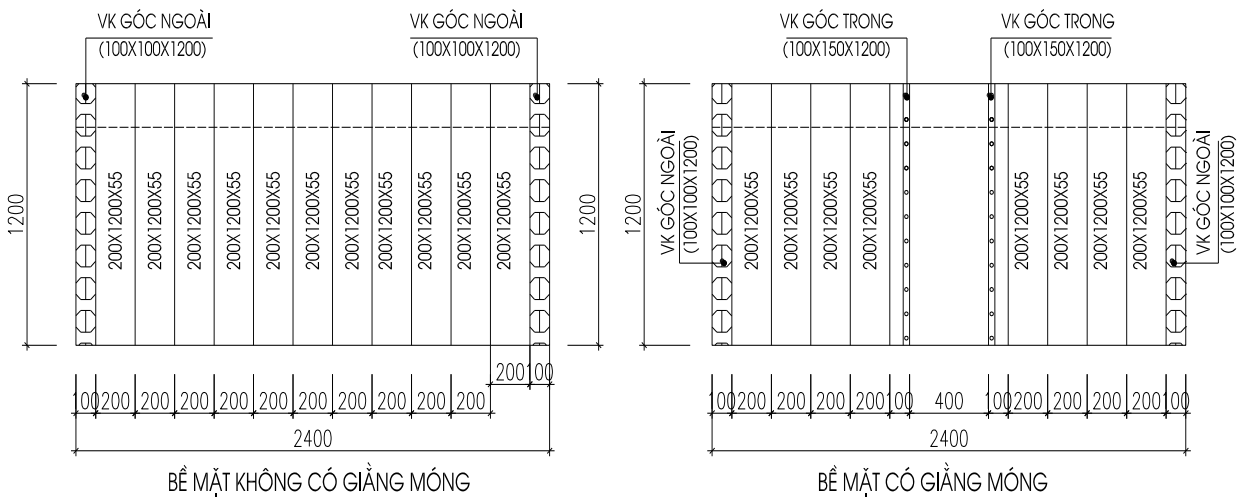 VK GÓC NGOÀI
(100X100X1200)
VK GÓC NGOÀI
(100X100X1200)
1200
200X1200X55
200X1200X55
200X1200X55
200X1200X55
200X1200X55
200X1200X55
200X1200X55
200X1200X55
200X1200X55
200X1200X55
200X1200X55
1200
200 100
100 200 200 200 200 200 200 200 200 200 200
2400
BỀ MẶT KHÔNG CÓ GIẰNG MÓNG
VK GÓC TRONG
(100X150X1200)
VK GÓC TRONG
(100X150X1200)
1200
VK GÓC NGOÀI
(100X100X1200)
200X1200X55
200X1200X55
200X1200X55
200X1200X55
200X1200X55
200X1200X55
200X1200X55
200X1200X55
VK GÓC NGOÀI
(100X100X1200)
100 200 200 200 200 100 400 100 200 200 200 200 100
2400
BỀ MẶT CÓ GIẰNG MÓNG